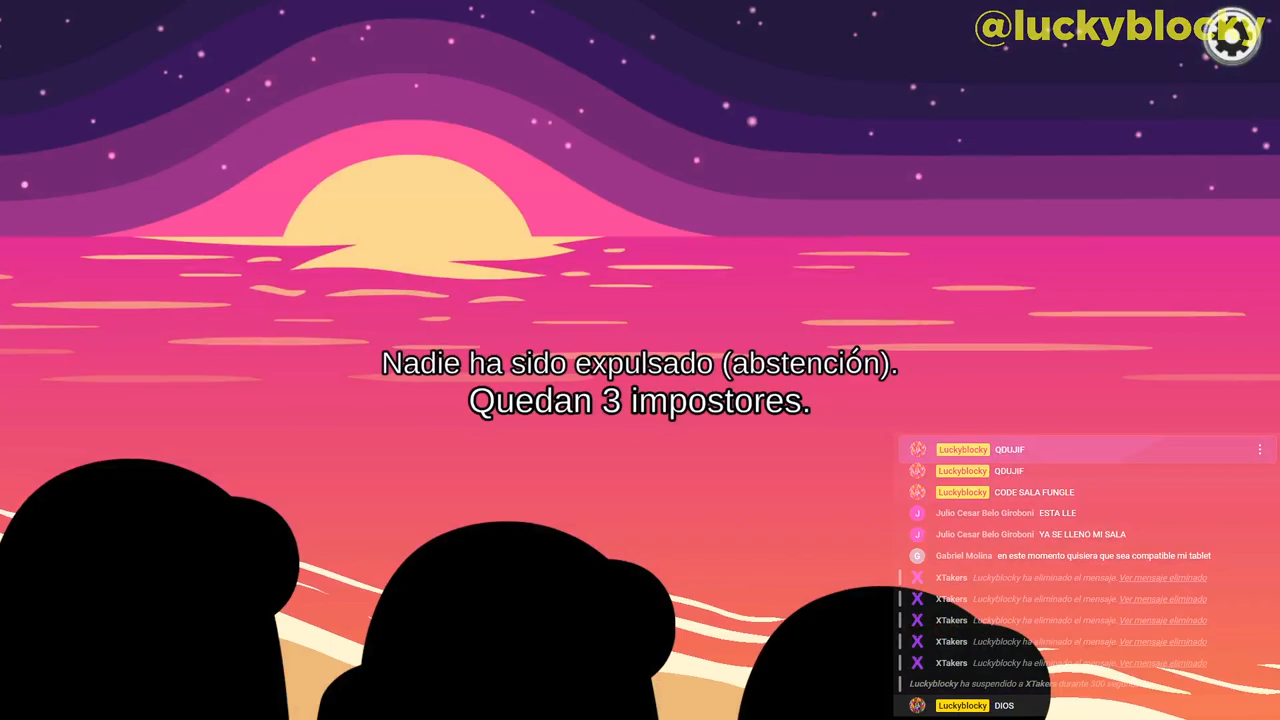 @luckyblocky
Nadie ha sido expulsado (abstención).
Quedan 3 impostores.
Luckyblocky QDUJIF
Luckyblocky QDUJIF
Luckyblocky CODE SALA FUNGLE
J Julio Cesar Belo Giroboni ESTA LLE
J Julio Cesar Belo Giroboni YA SE LLENO MI SALA
G Gabriel Molina en este momento quisiera que sea compatible mi tablet
XTakers Luckyblocky ha eliminado el mensaje. Ver mensaje eliminado
XTakers Luckyblocky ha eliminado el mensaje. Ver mensaje eliminado
XTakers Luckyblocky ha eliminado el mensaje. Ver mensaje eliminado
XTakers Luckyblocky ha eliminado el mensaje. Ver mensaje eliminado
XTakers Luckyblocky ha eliminado el mensaje. Ver mensaje eliminado
Luckyblocky ha suspendido a XTakers durante 300
Luckyblocky DIOS